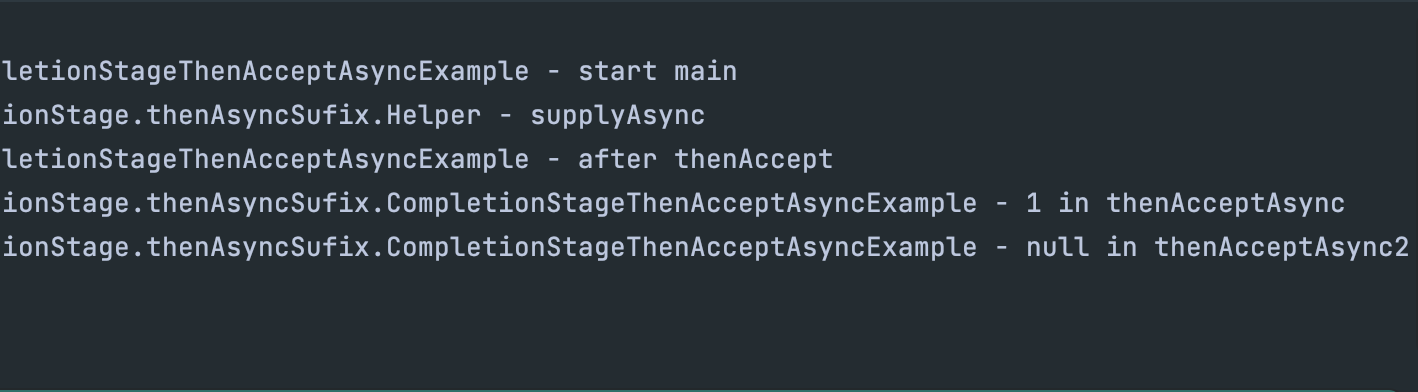 letionStageThenAcceptAsyncExample - start main
ionStage.thenAsyncSufix.Helper - supplyAsync
letionStageThenAcceptAsyncExample - after thenAccept
ionStage.thenAsyncSufix.CompletionStageThenAcceptAsyncExample - 1 in thenAcceptAsync
ionStage.thenAsyncSufix.CompletionStageThenAcceptAsyncExample - null in thenAcceptAsync2